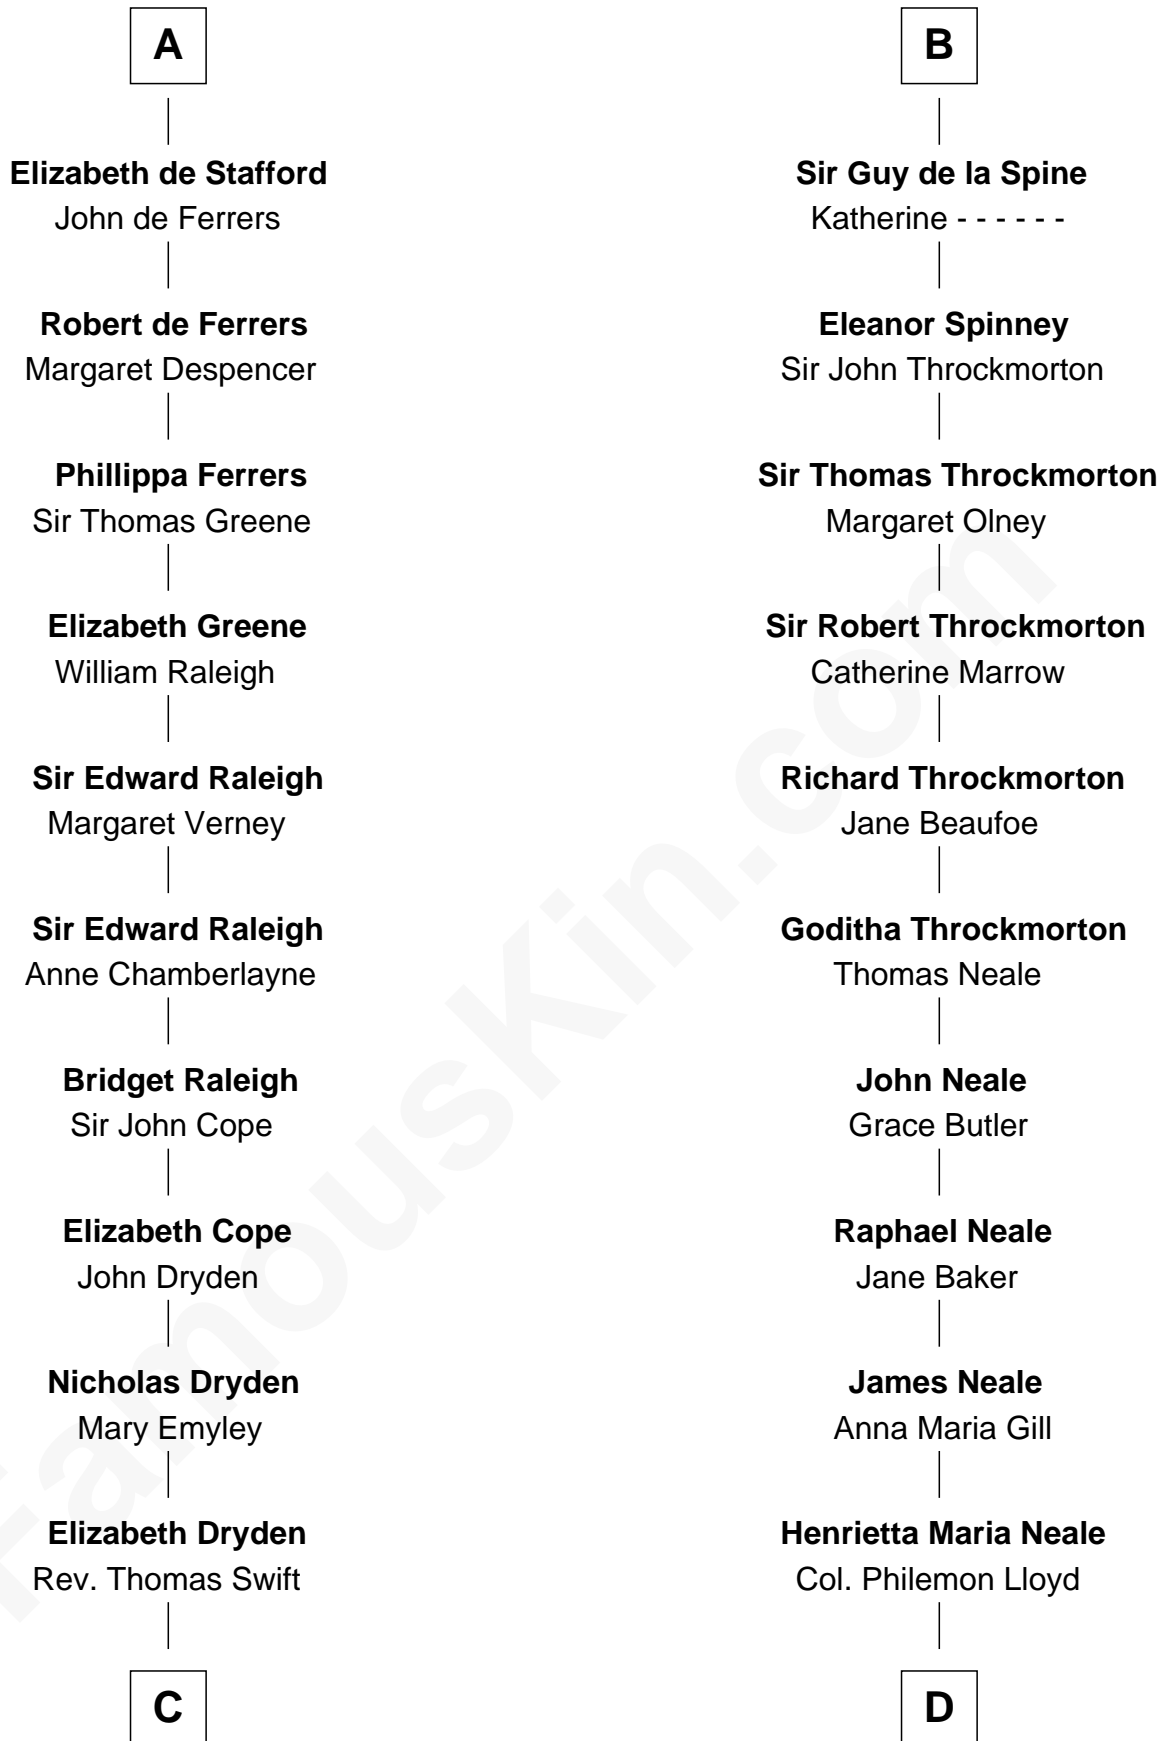 A
Elizabeth de Stafford
John de Ferrers
Robert de Ferrers
Margaret Despencer
Phillippa Ferrers
Sir Thomas Greene
Elizabeth Greene
William Raleigh
Sir Edward Raleigh
Margaret Verney
Sir Edward Raleigh
Anne Chamberlayne
Bridget Raleigh
Sir John Cope
Elizabeth Cope
John Dryden
Nicholas Dryden
Mary Emyley
Elizabeth Dryden
Rev. Thomas Swift
C
B
Sir Guy de la Spine
Katherine - - - - - -
Eleanor Spinney
Sir John Throckmorton
Sir Thomas Throckmorton
Margaret Olney
Sir Robert Throckmorton
Catherine Marrow
Richard Throckmorton
Jane Beaufoe
Goditha Throckmorton
Thomas Neale
John Neale
Grace Butler
Raphael Neale
Jane Baker
James Neale
Anna Maria Gill
Henrietta Maria Neale
Col. Philemon Lloyd
D
FamousKin.com